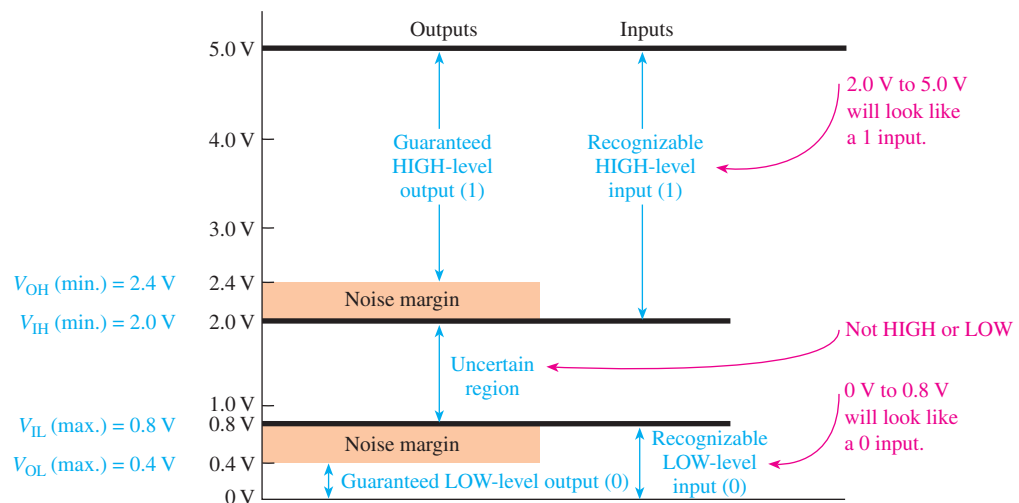 Outputs
Inputs
5.0 V
2.0 V to 5.0 V
will look like
a 1 input.
4.0 V
Guaranteed
HIGH-level
output (1)
Recognizable
HIGH-level
input (1)
3.0 V
V_OH (min.) = 2.4 V
2.4 V
Noise margin
V_IH (min.) = 2.0 V
2.0 V
Not HIGH or LOW
Uncertain
region
1.0 V
0 V to 0.8 V
will look like
a 0 input.
V_IL (max.) = 0.8 V
0.8 V
Noise margin
Recognizable
LOW-level
input (0)
V_OL (max.) = 0.4 V
0.4 V
Guaranteed LOW-level output (0)
0 V